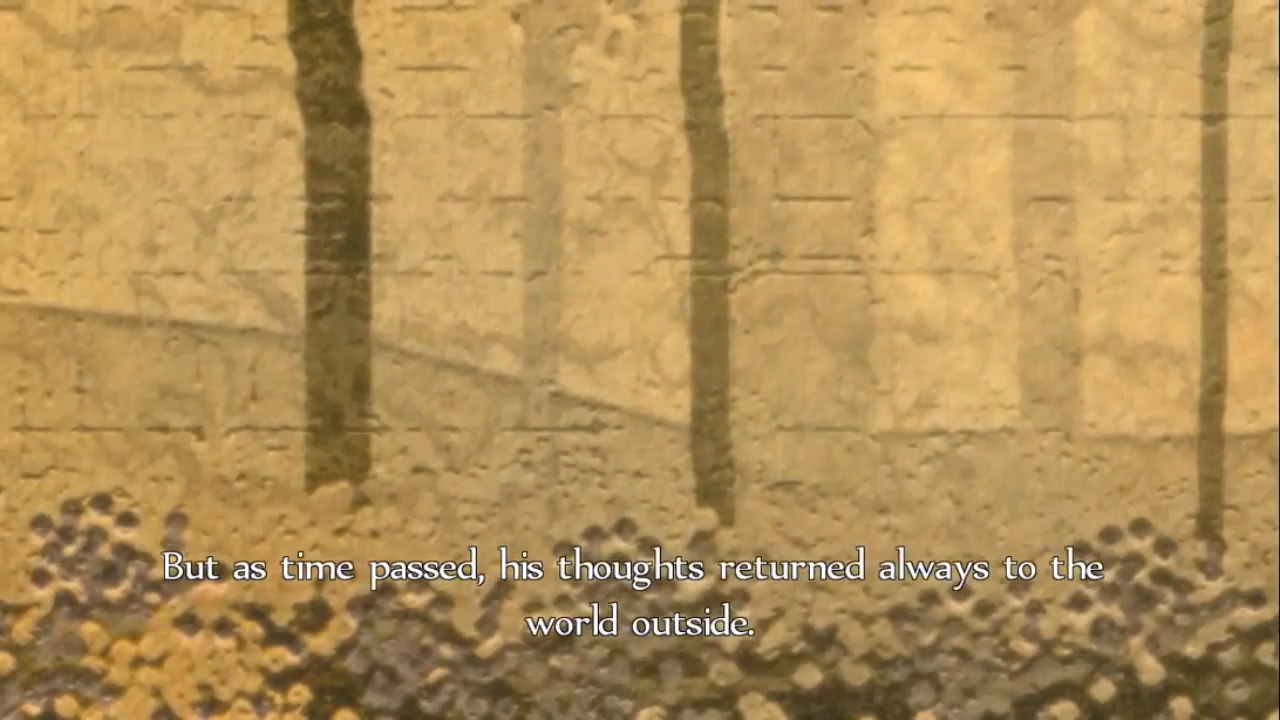 But as time passed, his thoughts returned always to the
world outside.